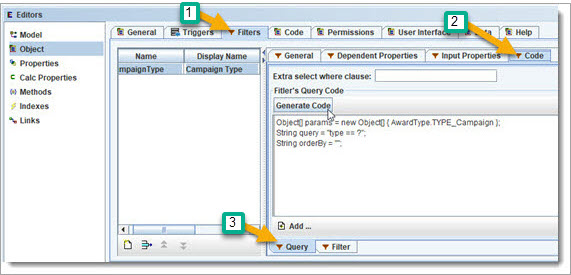 Editors
Model
Object
Properties
Calc Properties
Methods
Indexes
Links
1
General
Triggers
Filters
Code
Permissions
User Interface
Help
2
Name
Display Name
mpaignType
Campaign Type
General
Dependent Properties
Input Properties
Code
Extra select where clause:
Filter's Query Code
Generate Code
Object[] params = new Object[] { AwardType.TYPE_Campaign };
String query = "type == ?";
String orderBy = "";
Add ...
3
Query
Filter